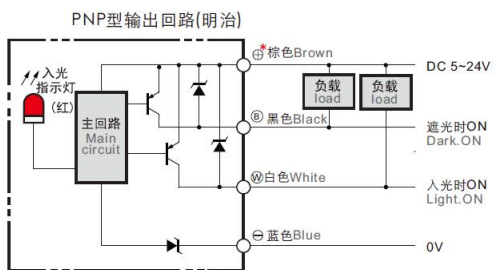 PNP型输出回路(明治)
入光
指示灯
(红)
主回路
Main
circuit
⊕*棕色Brown
DC 5~24V
负载
load
负载
load
Ⓑ黑色Black
遮光时ON
Dark.ON
Ⓦ白色White
入光时ON
Light.ON
⊖蓝色Blue
0V